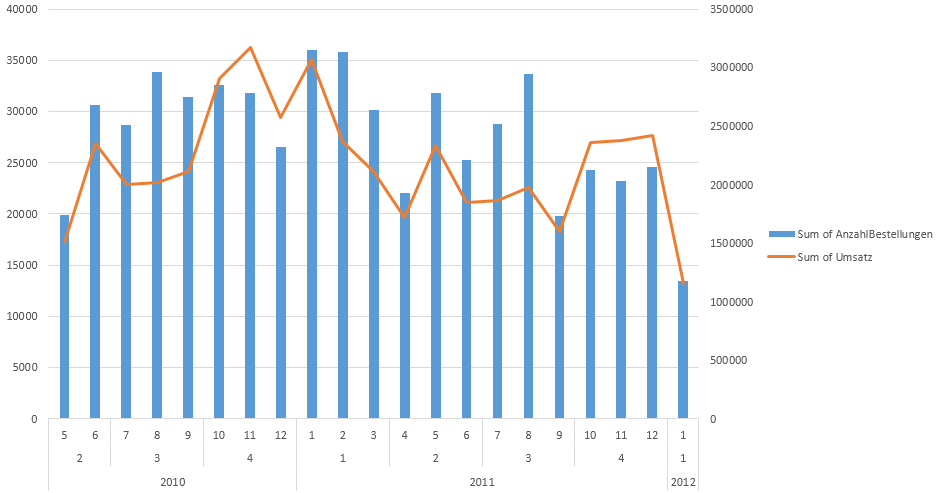 40000 3500000
35000 3000000
30000 2500000
25000 2000000
20000 1500000
15000 1000000
10000 500000
5000 0
0
Sum of AnzahlBestellungen
Sum of Umsatz
5 6 7 8 9 10 11 12 1 2 3 4 5 6 7 8 9 10 11 12 1
2 3 4 1 2 3 4 1
2010 2011 2012